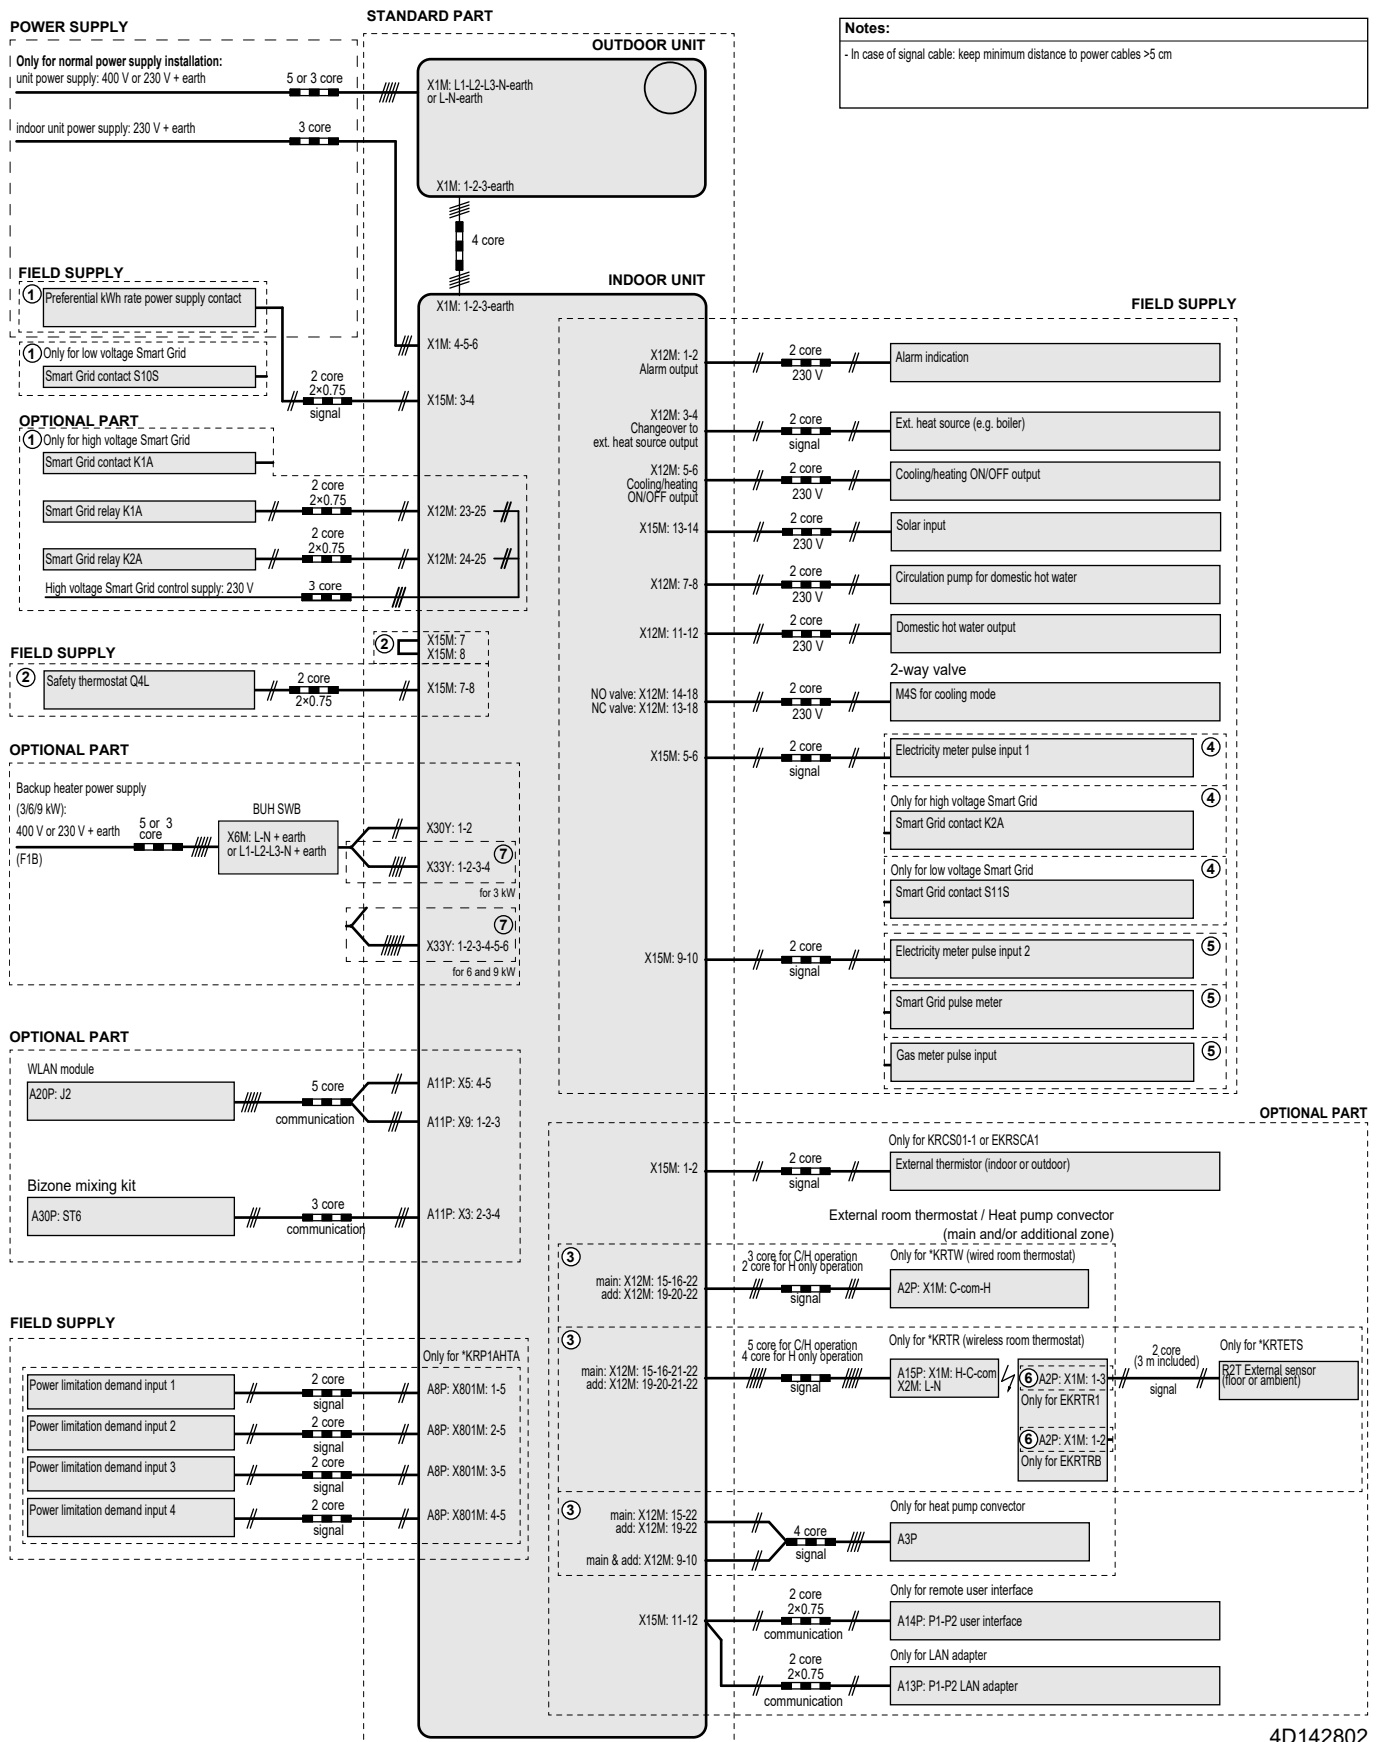 POWER SUPPLY
Only for normal power supply installation:
unit power supply: 400 V or 230 V + earth
5 or 3 core
indoor unit power supply: 230 V + earth
3 core
STANDARD PART
OUTDOOR UNIT
X1M: L1-L2-L3-N-earth
or L-N-earth
X1M: 1-2-3-earth
4 core
Notes:
- In case of signal cable: keep minimum distance to power cables >5 cm
FIELD SUPPLY
1 Preferential kWh rate power supply contact
1 Only for low voltage Smart Grid
Smart Grid contact S10S
2 core
2×0.75
signal
OPTIONAL PART
1 Only for high voltage Smart Grid
Smart Grid contact K1A
2 core
2×0.75
Smart Grid relay K1A
2 core
2×0.75
Smart Grid relay K2A
High voltage Smart Grid control supply: 230 V
3 core
INDOOR UNIT
X1M: 1-2-3-earth
X1M: 4-5-6
X15M: 3-4
X12M: 23-25
X12M: 24-25
2
X15M: 7
X15M: 8
FIELD SUPPLY
2
Safety thermostat Q4L
2 core
2×0.75
X15M: 7-8
OPTIONAL PART
Backup heater power supply
(3/6/9 kW):
400 V or 230 V + earth
(F1B)
5 or 3
core
BUH SWB
X6M: L-N + earth
or L1-L2-L3-N + earth
X30Y: 1-2
7
X33Y: 1-2-3-4
for 3 kW
7
X33Y: 1-2-3-4-5-6
for 6 and 9 kW
OPTIONAL PART
WLAN module
A20P: J2
5 core
communication
A11P: X5: 4-5
A11P: X9: 1-2-3
Bizone mixing kit
A30P: ST6
3 core
communication
A11P: X3: 2-3-4
FIELD SUPPLY
Only for *KRP1AHTA
Power limitation demand input 1
2 core
signal
A8P: X801M: 1-5
Power limitation demand input 2
2 core
signal
A8P: X801M: 2-5
Power limitation demand input 3
2 core
signal
A8P: X801M: 3-5
Power limitation demand input 4
2 core
signal
A8P: X801M: 4-5
FIELD SUPPLY
X12M: 1-2
Alarm output
2 core
230 V
Alarm indication
X12M: 3-4
Changeover to
ext. heat source output
2 core
signal
Ext. heat source (e.g. boiler)
X12M: 5-6
Cooling/heating
ON/OFF output
2 core
230 V
Cooling/heating ON/OFF output
X15M: 13-14
2 core
230 V
Solar input
X12M: 7-8
2 core
230 V
Circulation pump for domestic hot water
X12M: 11-12
2 core
230 V
Domestic hot water output
2-way valve
NO valve: X12M: 14-18
NC valve: X12M: 13-18
2 core
230 V
M4S for cooling mode
X15M: 5-6
2 core
signal
Electricity meter pulse input 1
4
Only for high voltage Smart Grid
4
Smart Grid contact K2A
Only for low voltage Smart Grid
4
Smart Grid contact S11S
X15M: 9-10
2 core
signal
Electricity meter pulse input 2
5
Smart Grid pulse meter
5
Gas meter pulse input
5
OPTIONAL PART
Only for KRCS01-1 or EKRSCA1
X15M: 1-2
2 core
signal
External thermistor (indoor or outdoor)
External room thermostat / Heat pump convector
(main and/or additional zone)
3
3 core for C/H operation
2 core for H only operation
Only for *KRTW (wired room thermostat)
main: X12M: 15-16-22
add: X12M: 19-20-22
signal
A2P: X1M: C-com-H
3
5 core for C/H operation
4 core for H only operation
Only for *KRTR (wireless room thermostat)
main: X12M: 15-16-21-22
add: X12M: 19-20-21-22
signal
A15P: X1M: H-C-com
X2M: L-N
6 A2P: X1M: 1-3
Only for EKRTR1
6 A2P: X1M: 1-2
Only for EKRTRB
2 core
(3 m included)
signal
Only for *KRTETS
R2T External sensor
(floor or ambient)
3
Only for heat pump convector
main: X12M: 15-22
add: X12M: 19-22
main & add: X12M: 9-10
4 core
signal
A3P
Only for remote user interface
X15M: 11-12
2 core
2×0.75
communication
A14P: P1-P2 user interface
Only for LAN adapter
2 core
2×0.75
communication
A13P: P1-P2 LAN adapter
4D142802